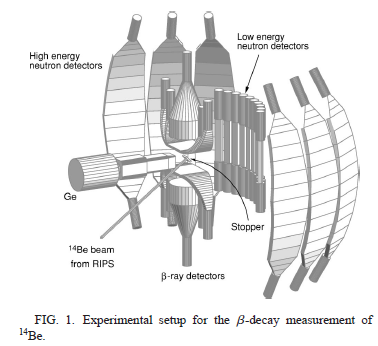 Low energy
neutron detectors
High energy
neutron detectors
Ge
Stopper
¹⁴Be beam
from RIPS
β-ray detectors
FIG. 1. Experimental setup for the β-decay measurement of
¹⁴Be.